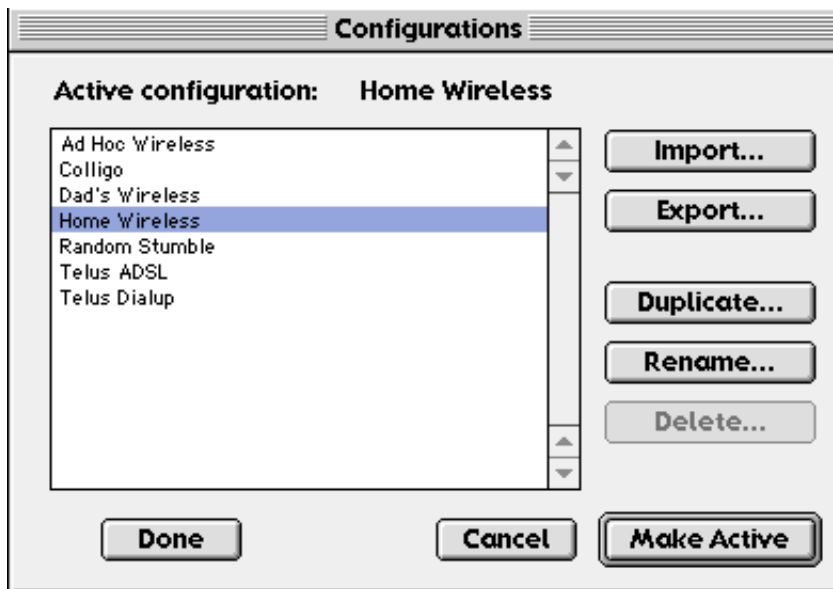 Configurations
Active configuration: Home Wireless
Ad Hoc Wireless
Colligo
Dad's Wireless
Home Wireless
Random Stumble
Telus ADSL
Telus Dialup
Import...
Export...
Duplicate...
Rename...
Delete...
Done Cancel Make Active